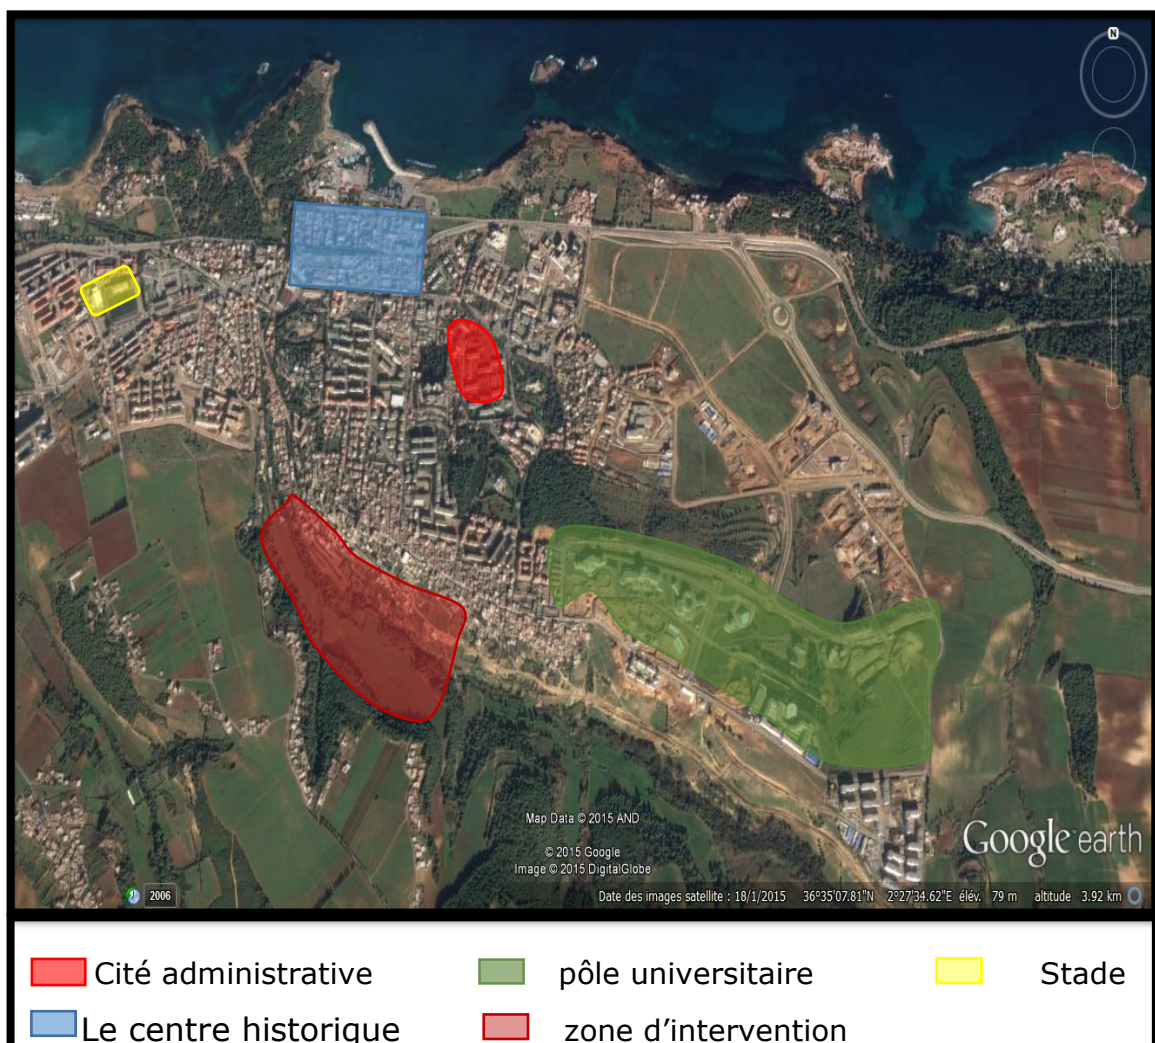 N
Map Data © 2015 AND
© 2015 Google
Image © 2015 DigitalGlobe
Google earth
2006
Date des images satellite : 18/1/2015 36°35'07.81"N 2°27'34.62"E élév. 79 m altitude 3.92 km
Cité administrative pôle universitaire Stade
Le centre historique zone d’intervention